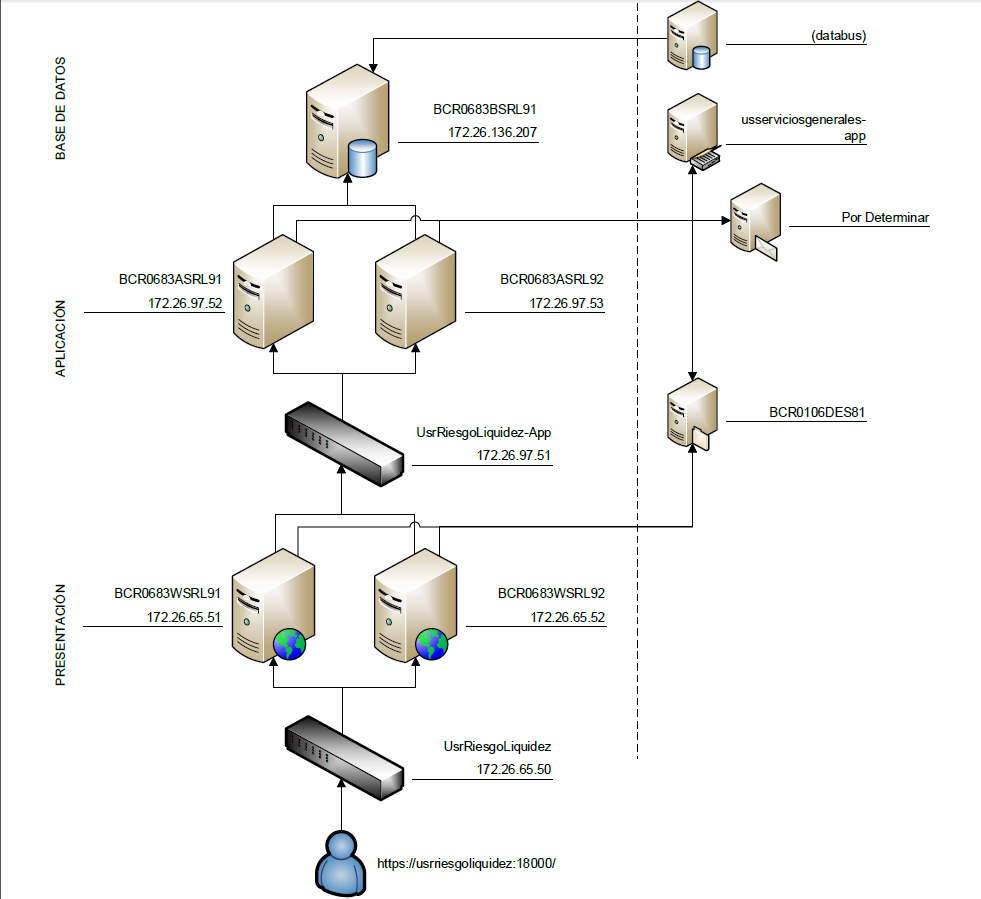 (databus)
BASE DE DATOS
BCR0683BSRL91
172.26.136.207
usserviciosgenerales-
app
Por Determinar
APLICACIÓN
BCR0683ASRL91
172.26.97.52
BCR0683ASRL92
172.26.97.53
BCR0106DES81
UsrRiesgoLiquidez-App
172.26.97.51
PRESENTACIÓN
BCR0683WSRL91
172.26.65.51
BCR0683WSRL92
172.26.65.52
UsrRiesgoLiquidez
172.26.65.50
https://usrriesgoliquidez:18000/